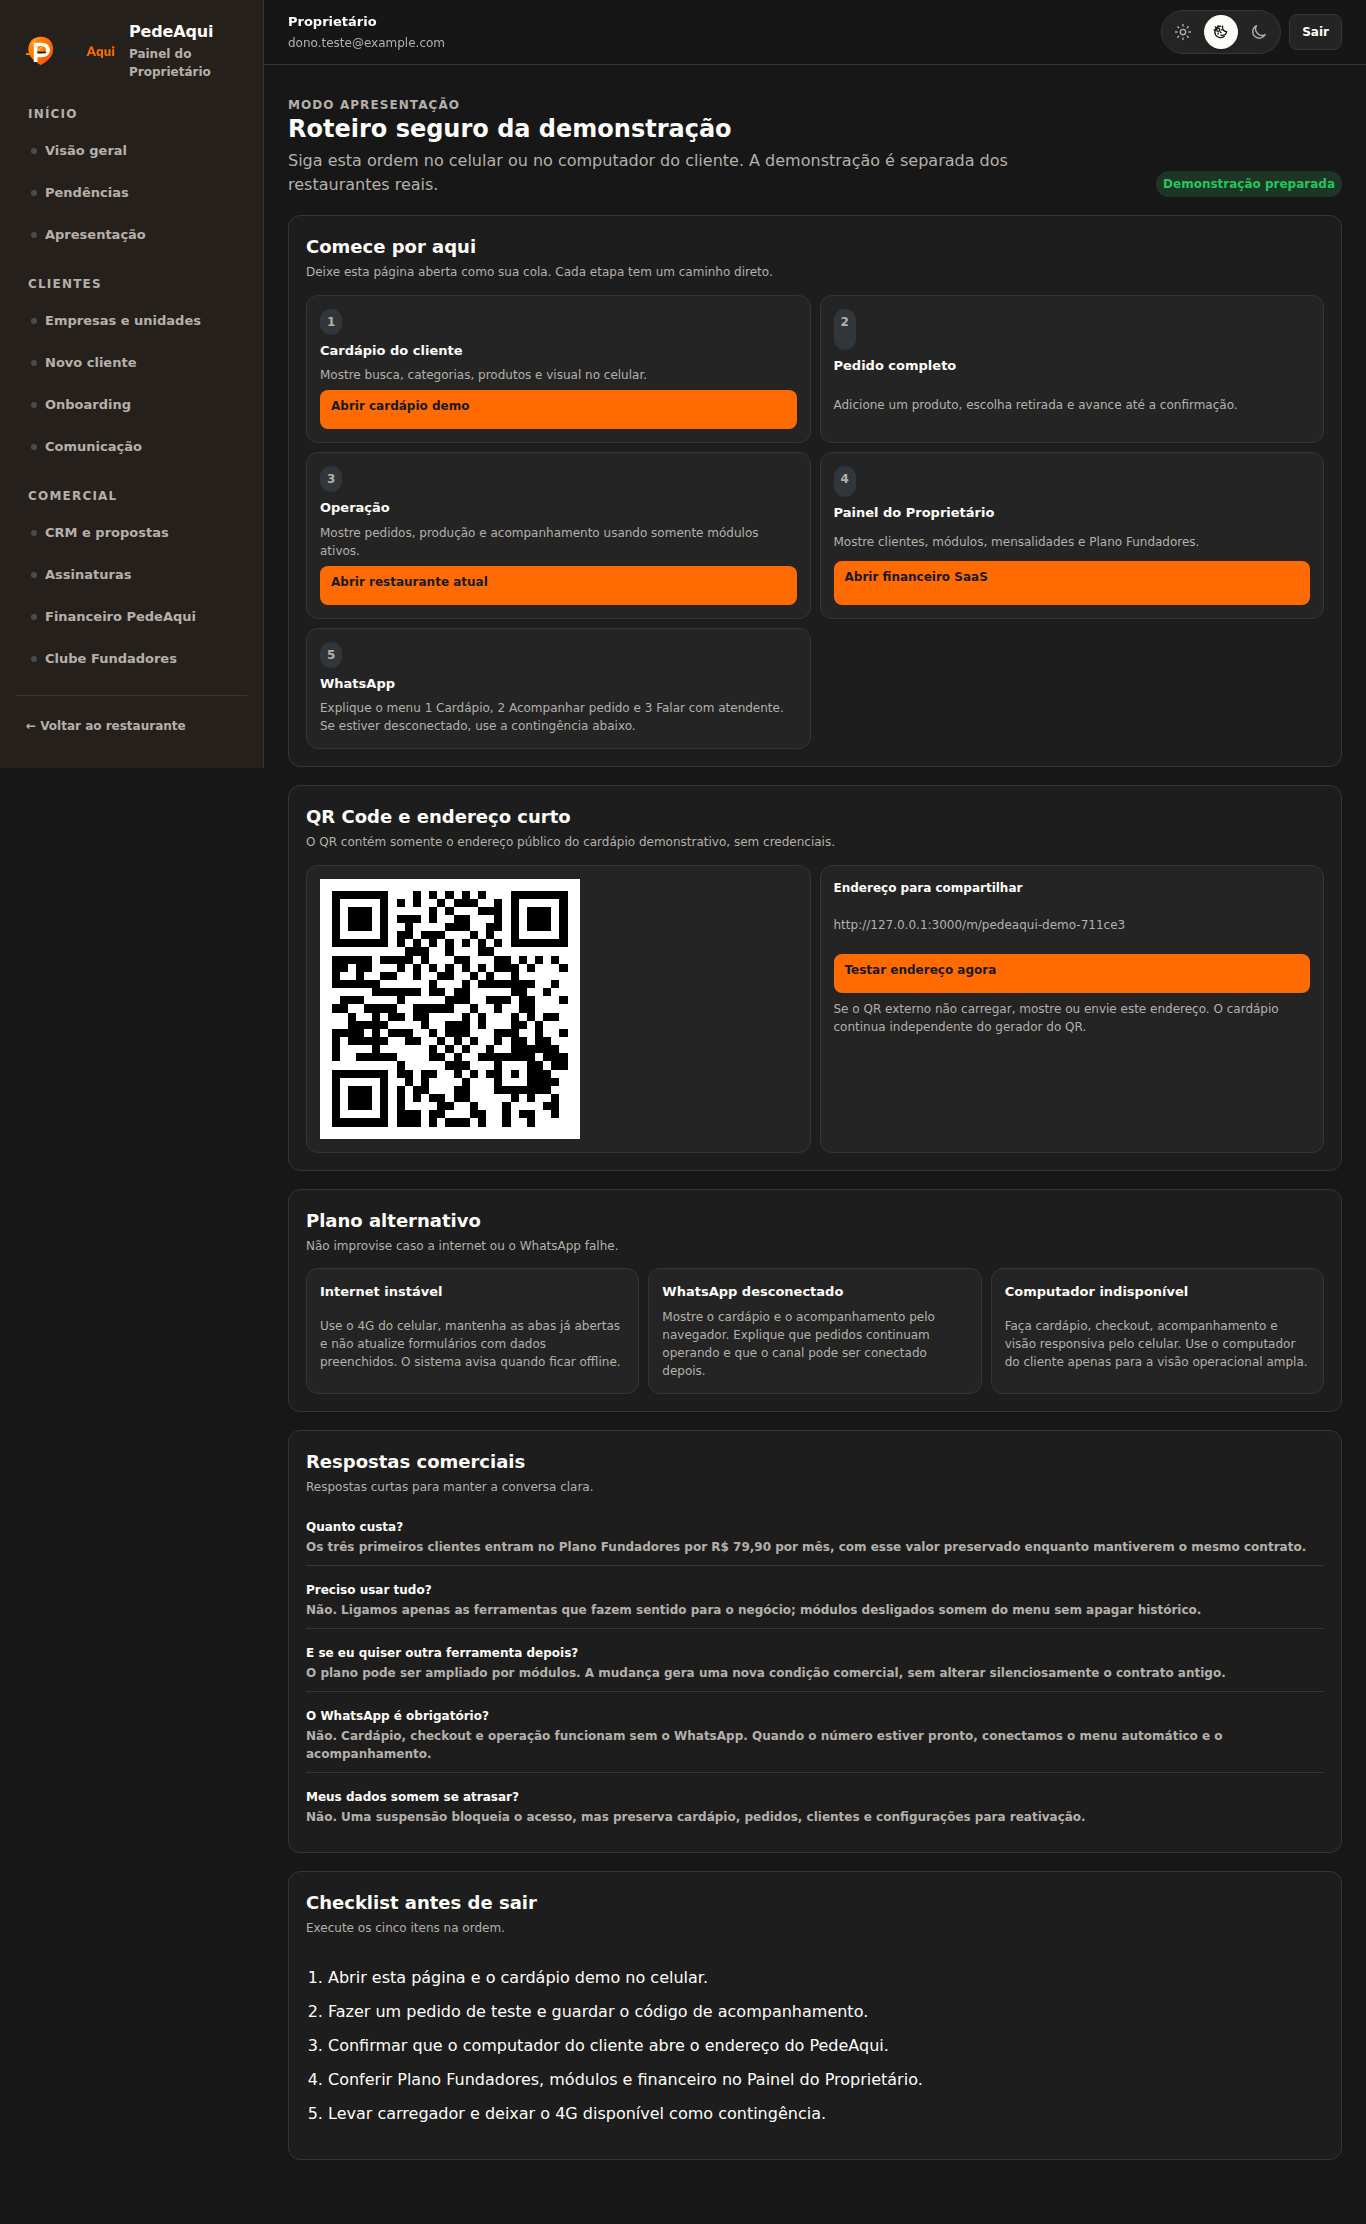 P
Aqui
PedeAqui
Painel do
Proprietário
INÍCIO
Visão geral
Pendências
Apresentação
CLIENTES
Empresas e unidades
Novo cliente
Onboarding
Comunicação
COMERCIAL
CRM e propostas
Assinaturas
Financeiro PedeAqui
Clube Fundadores
← Voltar ao restaurante
Proprietário
dono.teste@example.com
Sair
MODO APRESENTAÇÃO
Roteiro seguro da demonstração
Siga esta ordem no celular ou no computador do cliente. A demonstração é separada dos
restaurantes reais.
Demonstração preparada
Comece por aqui
Deixe esta página aberta como sua cola. Cada etapa tem um caminho direto.
1
Cardápio do cliente
Mostre busca, categorias, produtos e visual no celular.
Abrir cardápio demo
2
Pedido completo
Adicione um produto, escolha retirada e avance até a confirmação.
3
Operação
Mostre pedidos, produção e acompanhamento usando somente módulos
ativos.
Abrir restaurante atual
4
Painel do Proprietário
Mostre clientes, módulos, mensalidades e Plano Fundadores.
Abrir financeiro SaaS
5
WhatsApp
Explique o menu 1 Cardápio, 2 Acompanhar pedido e 3 Falar com atendente.
Se estiver desconectado, use a contingência abaixo.
QR Code e endereço curto
O QR contém somente o endereço público do cardápio demonstrativo, sem credenciais.
Endereço para compartilhar
http://127.0.0.1:3000/m/pedeaqui-demo-711ce3
Testar endereço agora
Se o QR externo não carregar, mostre ou envie este endereço. O cardápio
continua independente do gerador do QR.
Plano alternativo
Não improvise caso a internet ou o WhatsApp falhe.
Internet instável
Use o 4G do celular, mantenha as abas já abertas
e não atualize formulários com dados
preenchidos. O sistema avisa quando ficar offline.
WhatsApp desconectado
Mostre o cardápio e o acompanhamento pelo
navegador. Explique que pedidos continuam
operando e que o canal pode ser conectado
depois.
Computador indisponível
Faça cardápio, checkout, acompanhamento e
visão responsiva pelo celular. Use o computador
do cliente apenas para a visão operacional ampla.
Respostas comerciais
Respostas curtas para manter a conversa clara.
Quanto custa?
Os três primeiros clientes entram no Plano Fundadores por R$ 79,90 por mês, com esse valor preservado enquanto mantiverem o mesmo contrato.
Preciso usar tudo?
Não. Ligamos apenas as ferramentas que fazem sentido para o negócio; módulos desligados somem do menu sem apagar histórico.
E se eu quiser outra ferramenta depois?
O plano pode ser ampliado por módulos. A mudança gera uma nova condição comercial, sem alterar silenciosamente o contrato antigo.
O WhatsApp é obrigatório?
Não. Cardápio, checkout e operação funcionam sem o WhatsApp. Quando o número estiver pronto, conectamos o menu automático e o
acompanhamento.
Meus dados somem se atrasar?
Não. Uma suspensão bloqueia o acesso, mas preserva cardápio, pedidos, clientes e configurações para reativação.
Checklist antes de sair
Execute os cinco itens na ordem.
1. Abrir esta página e o cardápio demo no celular.
2. Fazer um pedido de teste e guardar o código de acompanhamento.
3. Confirmar que o computador do cliente abre o endereço do PedeAqui.
4. Conferir Plano Fundadores, módulos e financeiro no Painel do Proprietário.
5. Levar carregador e deixar o 4G disponível como contingência.